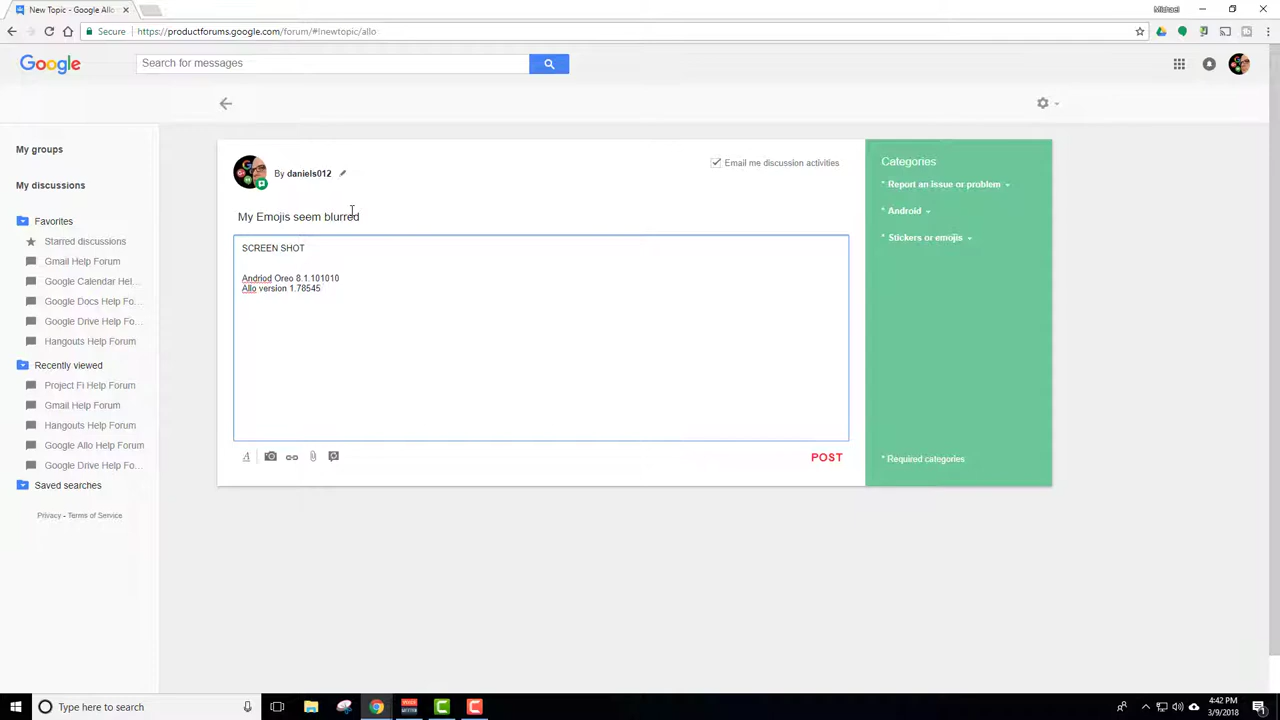 New Topic - Google Allo
Michael
Secure
https://productforums.google.com/forum/#!newtopic/allo
Google
Search for messages
My groups
My discussions
Favorites
Starred discussions
Gmail Help Forum
Google Calendar Hel...
Google Docs Help Fo...
Google Drive Help Fo...
Hangouts Help Forum
Recently viewed
Project Fi Help Forum
Gmail Help Forum
Hangouts Help Forum
Google Allo Help Forum
Google Drive Help Fo...
Saved searches
Privacy - Terms of Service
By daniels012
Email me discussion activities
My Emojis seem blurred
SCREEN SHOT
Andriod Oreo 8.1.101010
Allo version 1.78545
A
POST
Categories
* Report an issue or problem
* Android
* Stickers or emojis
* Required categories
Type here to search
4:42 PM
3/9/2018